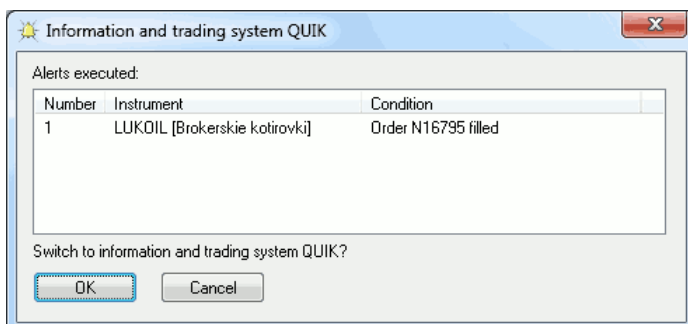 Information and trading system QUIK
Alerts executed:
Number Instrument Condition
1 LUKOIL [Brokerskie kotirovki] Order N16795 filled
Switch to information and trading system QUIK?
OK Cancel